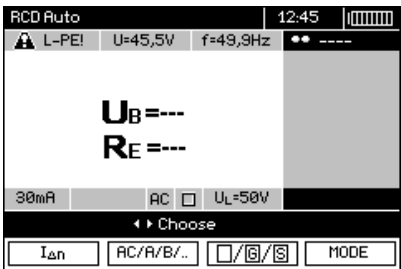 RCD Auto 12:45
L-PE! U=45,5V f=49,9Hz ●● ----
UB=---
RE=---
30mA AC □ UL=50V
Choose
IΔn AC/A/B/.. □/G/S MODE